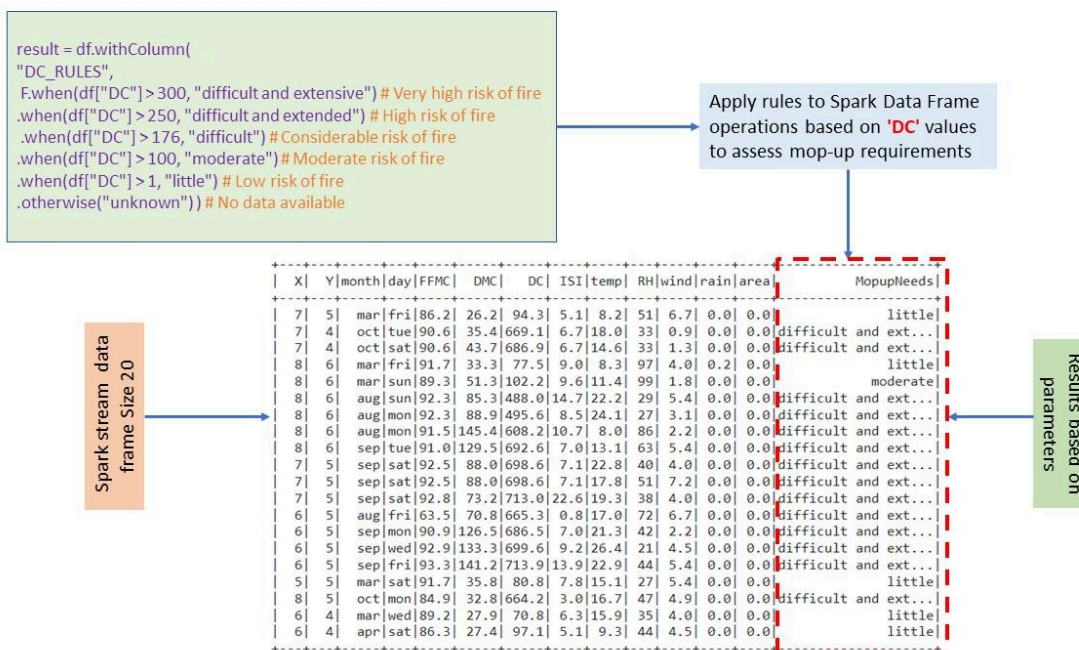 result = df.withColumn(
"DC_RULES",
F.when(df["DC"] > 300, "difficult and extensive") # Very high risk of fire
.when(df["DC"] > 250, "difficult and extended") # High risk of fire
.when(df["DC"] > 176, "difficult") # Considerable risk of fire
.when(df["DC"] > 100, "moderate") # Moderate risk of fire
.when(df["DC"] > 1, "little") # Low risk of fire
.otherwise("unknown")) # No data available
Apply rules to Spark Data Frame
operations based on 'DC' values
to assess mop-up requirements
Spark stream data
frame Size 20
| X| Y|month|day|FFMC| DMC| DC| ISI|temp| RH|wind|rain|area| MopupNeeds|
| 7| 5| mar|fri|86.2| 26.2| 94.3| 5.1| 8.2| 51| 6.7| 0.0| 0.0| little|
| 7| 4| oct|tue|90.6| 35.4|669.1| 6.7|18.0| 33| 0.9| 0.0| 0.0|difficult and ext...|
| 7| 4| oct|sat|90.6| 43.7|686.9| 6.7|14.6| 33| 1.3| 0.0| 0.0|difficult and ext...|
| 8| 6| mar|fri|91.7| 33.3| 77.5| 9.0| 8.3| 97| 4.0| 0.2| 0.0| little|
| 8| 6| mar|sun|89.3| 51.3|102.2| 9.6|11.4| 99| 1.8| 0.0| 0.0| moderate|
| 8| 6| aug|sun|92.3| 85.3|488.0|14.7|22.2| 29| 5.4| 0.0| 0.0|difficult and ext...|
| 8| 6| aug|mon|92.3| 88.9|495.6| 8.5|24.1| 27| 3.1| 0.0| 0.0|difficult and ext...|
| 8| 6| aug|mon|91.5|145.4|608.2|10.7| 8.0| 86| 2.2| 0.0| 0.0|difficult and ext...|
| 8| 6| sep|tue|91.0|129.5|692.6| 7.0|13.1| 63| 5.4| 0.0| 0.0|difficult and ext...|
| 7| 5| sep|sat|92.5| 88.0|698.6| 7.1|22.8| 40| 4.0| 0.0| 0.0|difficult and ext...|
| 7| 5| sep|sat|92.5| 88.0|698.6| 7.1|17.8| 51| 7.2| 0.0| 0.0|difficult and ext...|
| 7| 5| sep|sat|92.8| 73.2|713.0|22.6|19.3| 38| 4.0| 0.0| 0.0|difficult and ext...|
| 6| 5| aug|fri|63.5| 70.8|665.3| 0.8|17.0| 72| 6.7| 0.0| 0.0|difficult and ext...|
| 6| 5| sep|mon|90.9|126.5|686.5| 7.0|21.3| 42| 2.2| 0.0| 0.0|difficult and ext...|
| 6| 5| sep|wed|92.9|133.3|699.6| 9.2|26.4| 21| 4.5| 0.0| 0.0|difficult and ext...|
| 6| 5| sep|fri|93.3|141.2|713.9|13.9|22.9| 44| 5.4| 0.0| 0.0|difficult and ext...|
| 5| 5| mar|sat|91.7| 35.8| 80.8| 7.8|15.1| 27| 5.4| 0.0| 0.0| little|
| 8| 5| oct|mon|84.9| 32.8|664.2| 3.0|16.7| 47| 4.9| 0.0| 0.0|difficult and ext...|
| 6| 4| mar|wed|89.2| 27.9| 70.8| 6.3|15.9| 35| 4.0| 0.0| 0.0| little|
| 6| 4| apr|sat|86.3| 27.4| 97.1| 5.1| 9.3| 44| 4.5| 0.0| 0.0| little|
Results based on
parameters